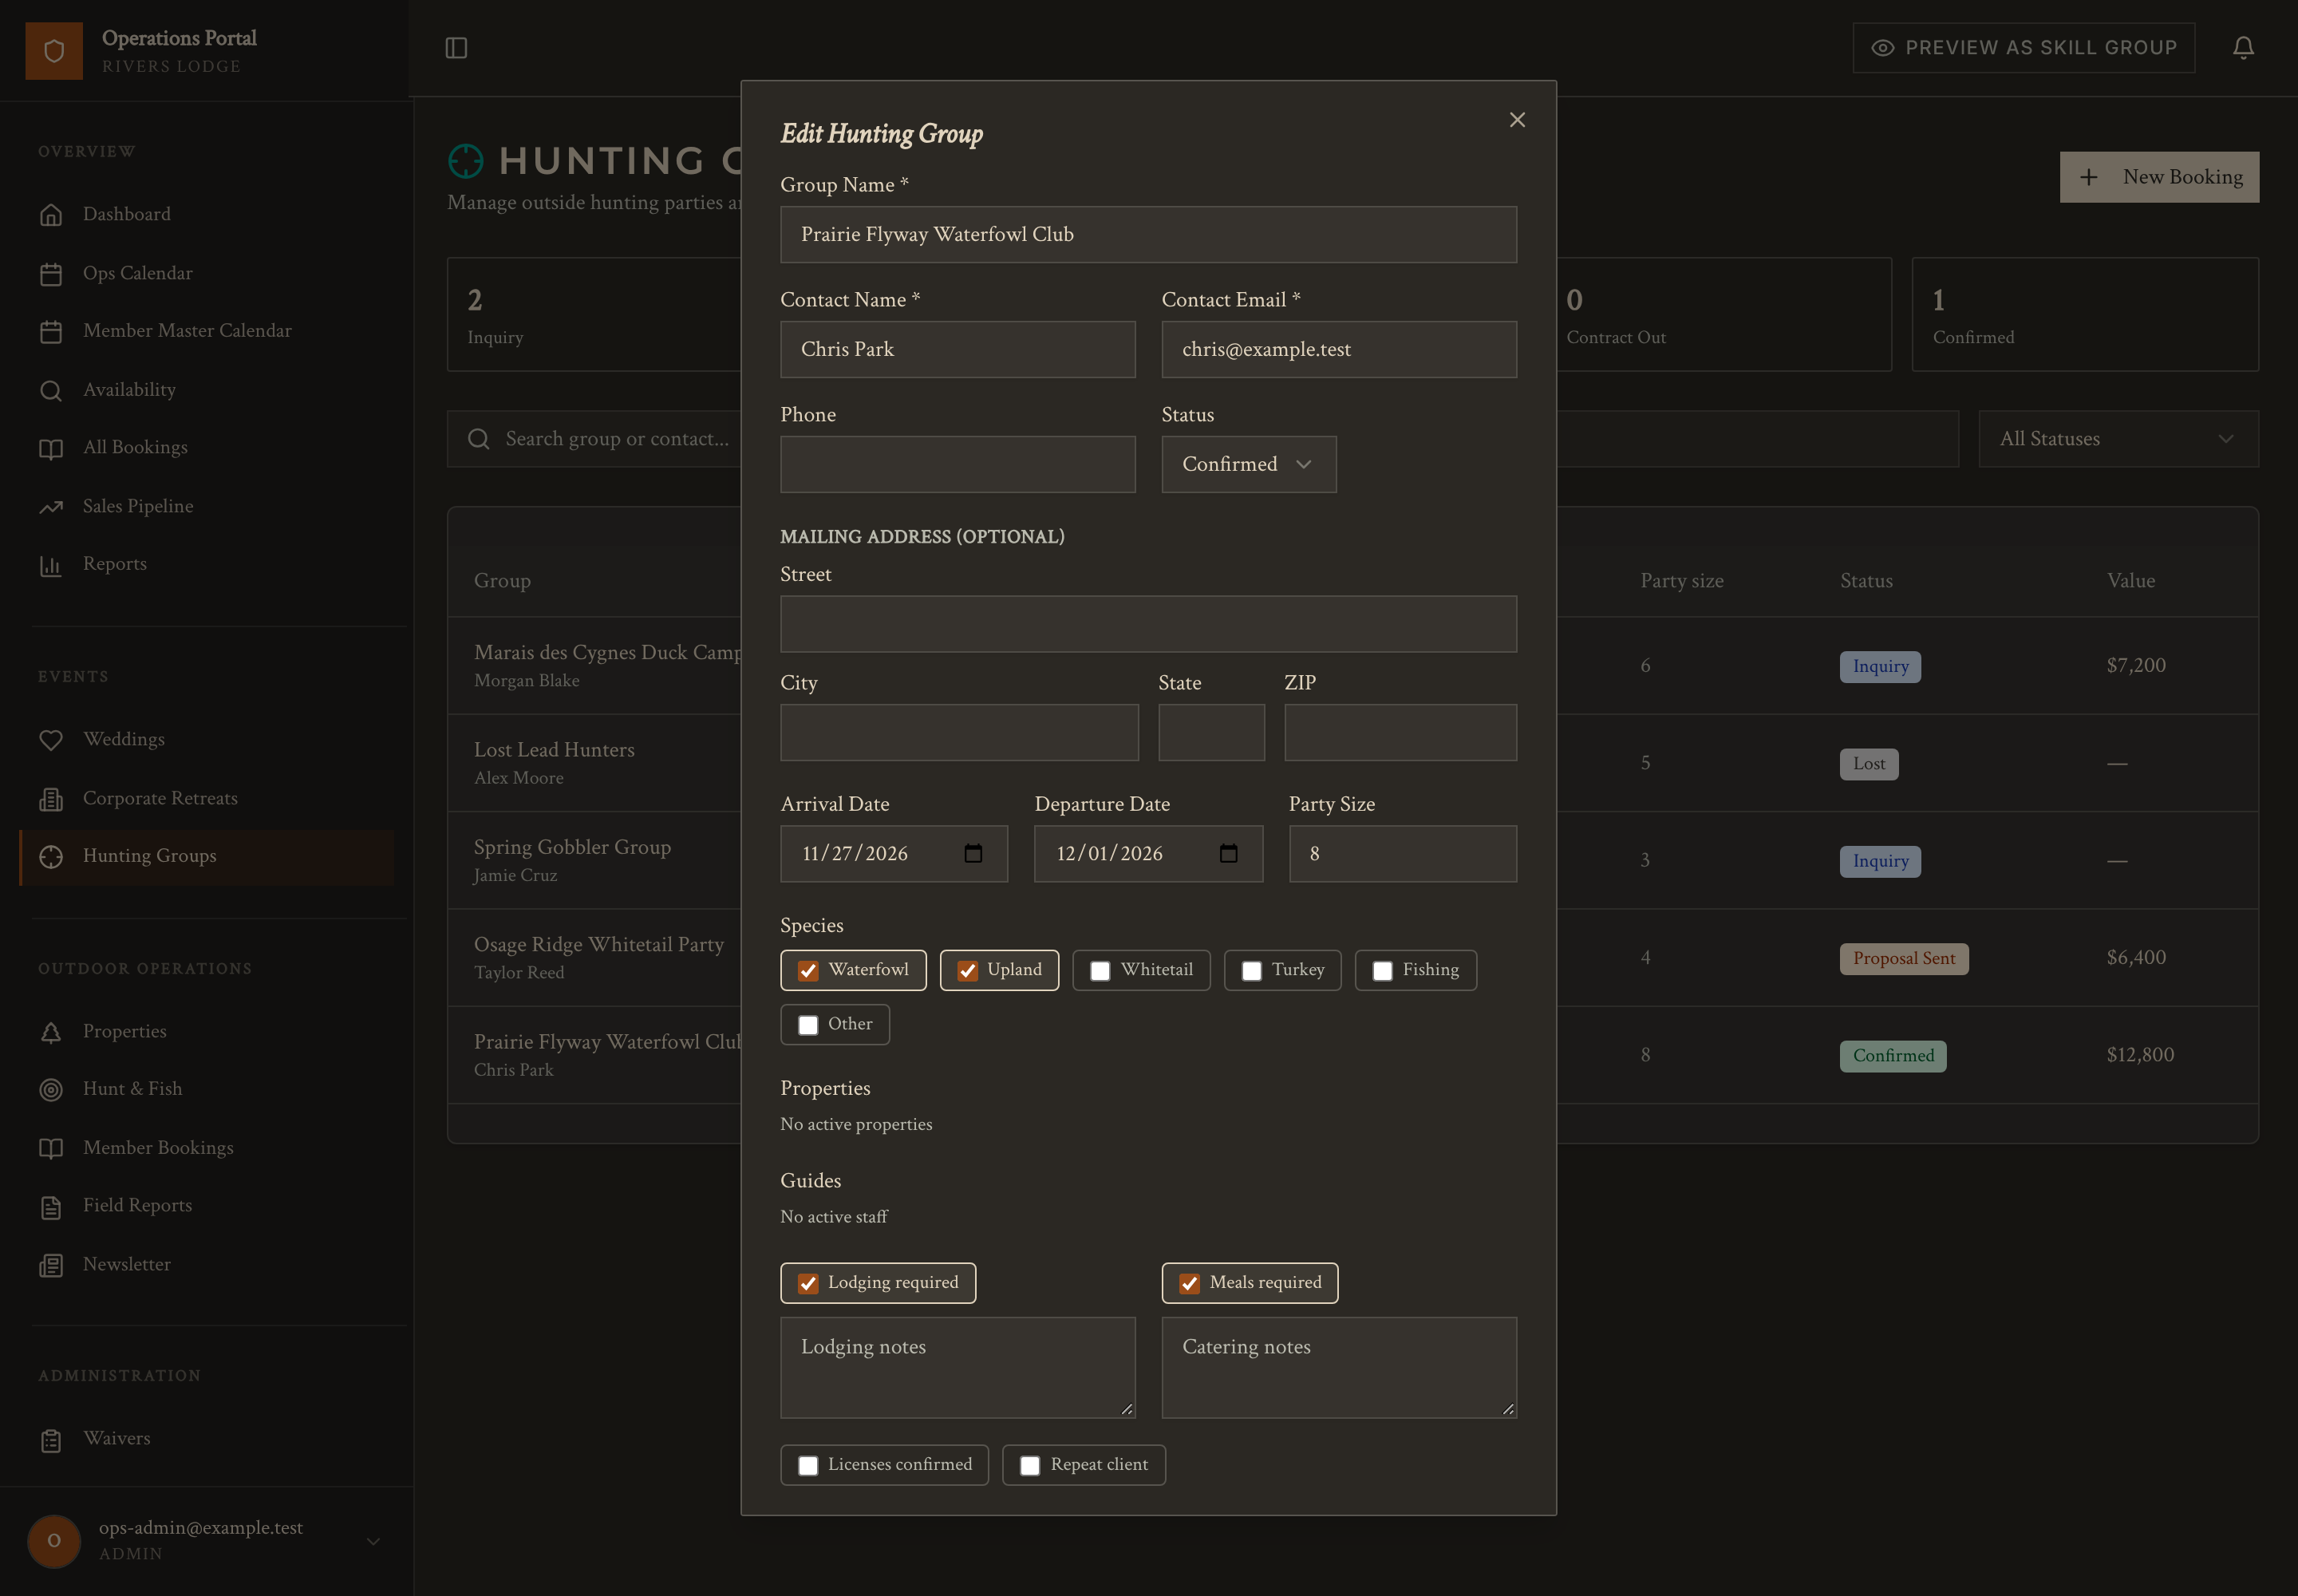 Operations Portal
RIVERS LODGE
PREVIEW AS SKILL GROUP
OVERVIEW
Dashboard
Ops Calendar
Member Master Calendar
Availability
All Bookings
Sales Pipeline
Reports
EVENTS
Weddings
Corporate Retreats
Hunting Groups
OUTDOOR OPERATIONS
Properties
Hunt & Fish
Member Bookings
Field Reports
Newsletter
ADMINISTRATION
Waivers
O
ops-admin@example.test
ADMIN
HUNTING
Manage outside hunting parties
New Booking
2
Inquiry
0
Contract Out
1
Confirmed
Search group or contact...
All Statuses
Group
Party size
Status
Value
Marais des Cygnes Duck Camp
Morgan Blake
6
Inquiry
$7,200
Lost Lead Hunters
Alex Moore
5
Lost
—
Spring Gobbler Group
Jamie Cruz
3
Inquiry
—
Osage Ridge Whitetail Party
Taylor Reed
4
Proposal Sent
$6,400
Prairie Flyway Waterfowl Club
Chris Park
8
Confirmed
$12,800
Edit Hunting Group
Group Name *
Prairie Flyway Waterfowl Club
Contact Name *
Contact Email *
Chris Park
chris@example.test
Phone
Status
Confirmed
MAILING ADDRESS (OPTIONAL)
Street
City
State
ZIP
Arrival Date
Departure Date
Party Size
11/27/2026
12/01/2026
8
Species
Waterfowl
Upland
Whitetail
Turkey
Fishing
Other
Properties
No active properties
Guides
No active staff
Lodging required
Meals required
Lodging notes
Catering notes
Licenses confirmed
Repeat client